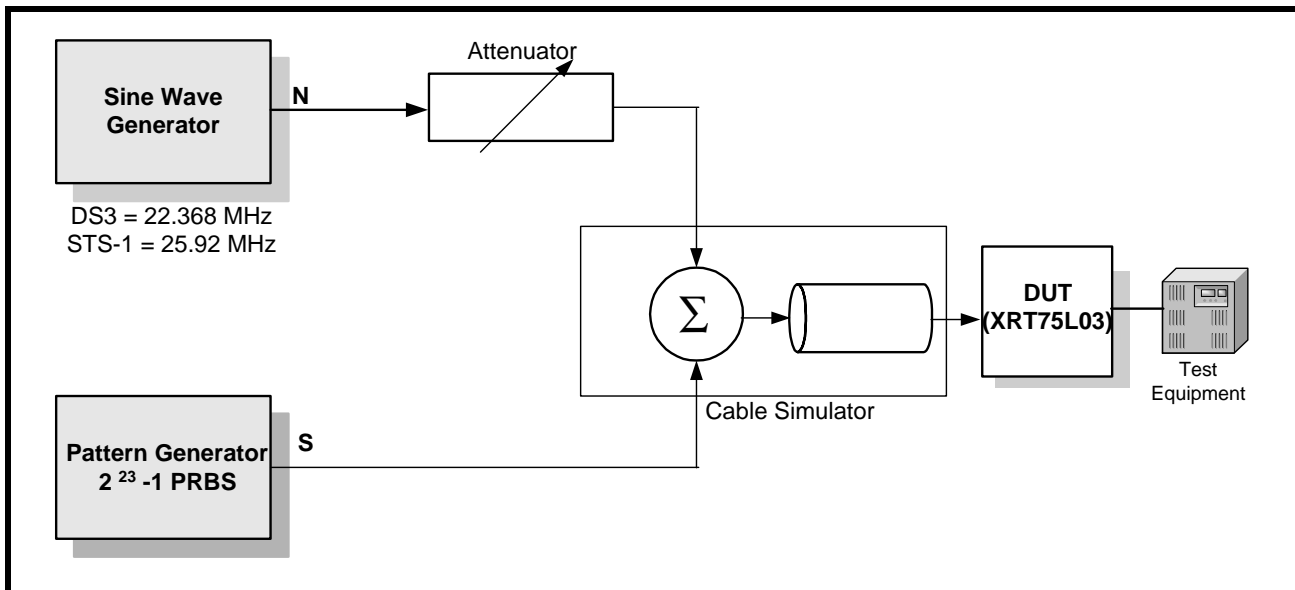 Sine Wave
Generator
N
DS3 = 22.368 MHz
STS-1 = 25.92 MHz
Attenuator
Σ
Cable Simulator
DUT
(XRT75L03)
Test
Equipment
Pattern Generator
2 ²³ -1 PRBS
S